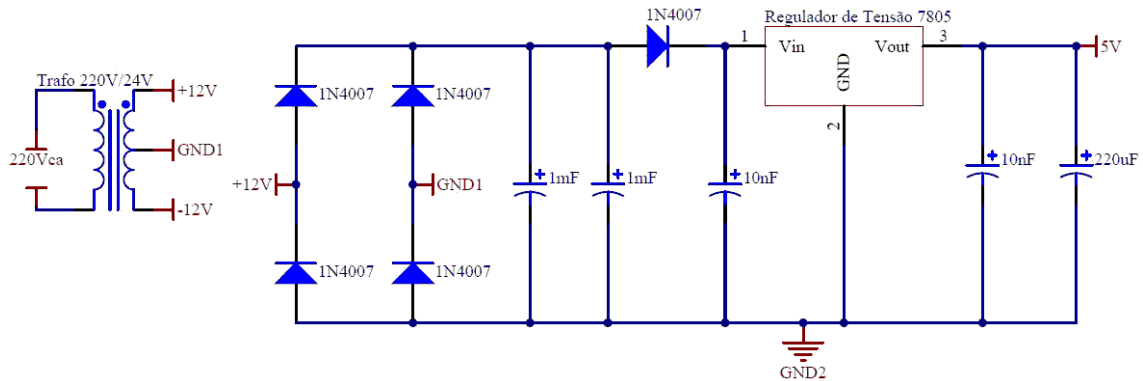 Trafo 220V/24V
+12V
220Vca
GND1
-12V
1N4007
1N4007
+12V
GND1
1N4007
1N4007
1mF
1mF
1N4007
10nF
Regulador de Tensão 7805
1
Vin
Vout
3
GND
2
5V
10nF
220uF
GND2